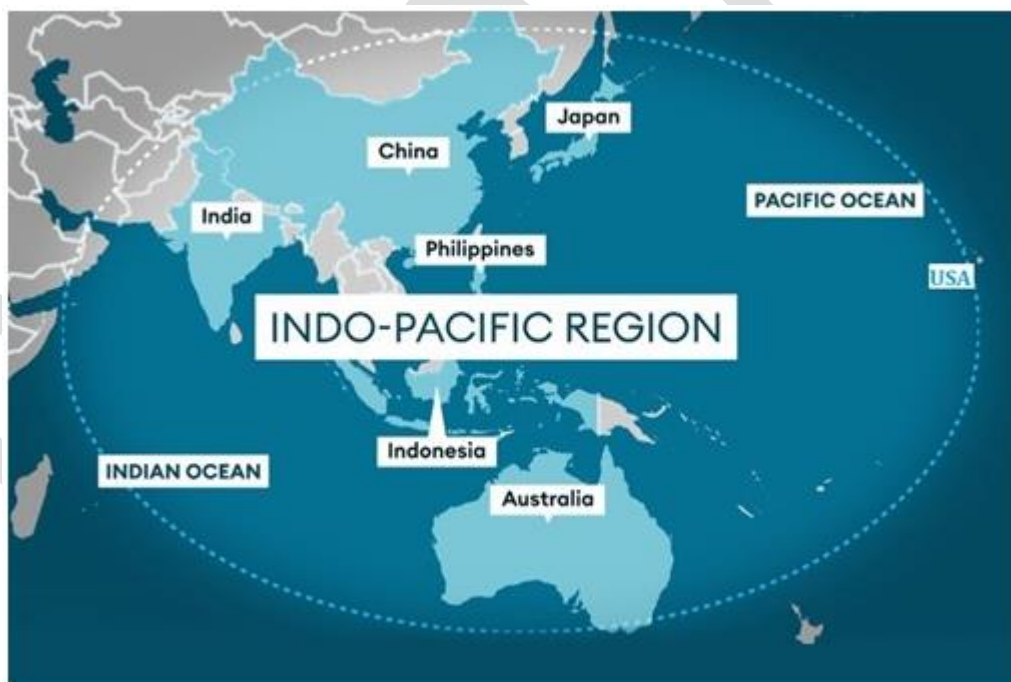 Japan
China
PACIFIC OCEAN
India
Philippines
USA
INDO-PACIFIC REGION
Indonesia
INDIAN OCEAN
Australia